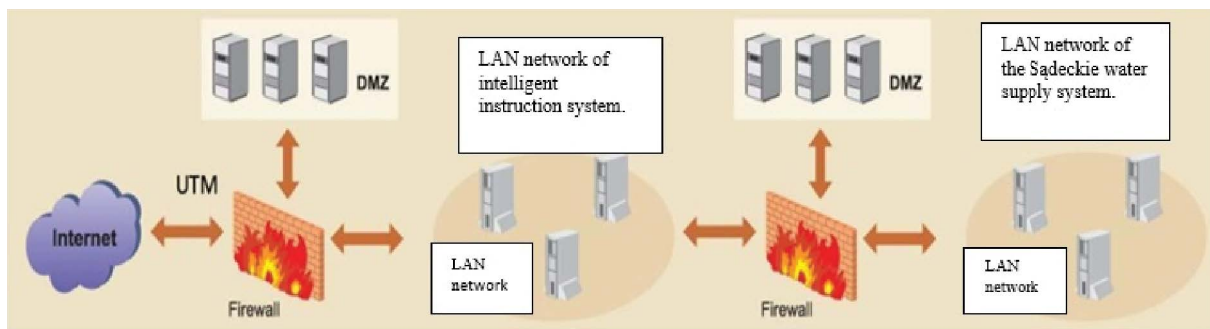 DMZ
LAN network of
intelligent
instruction system.
DMZ
LAN network of
the Sądeckie water
supply system.
UTM
Internet
Firewall
LAN
network
Firewall
LAN
network